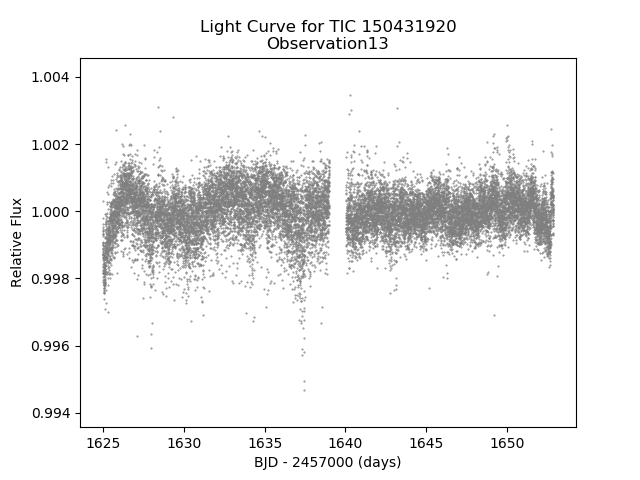 Light Curve for TIC 150431920
Observation13
1.004
1.002
1.000
0.998
0.996
0.994
Relative Flux
1625 1630 1635 1640 1645 1650
BJD - 2457000 (days)